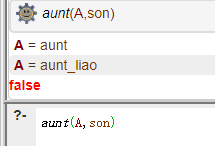 aunt(A,son)
A = aunt
A = aunt_liao
false
?- aunt(A,son)